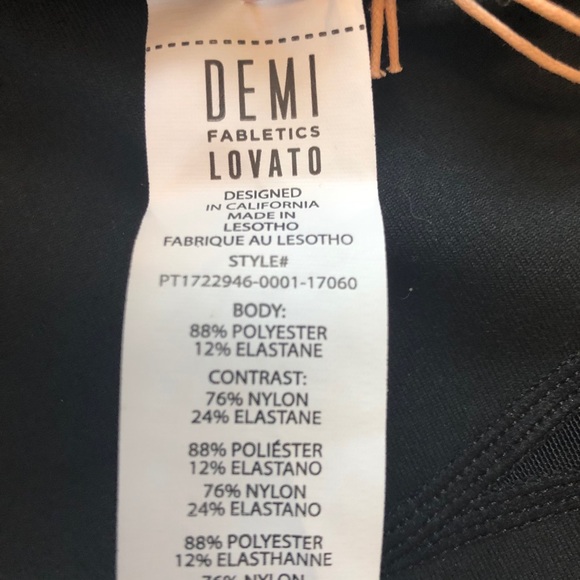 DEMI
FABLETICS
LOVATO
DESIGNED
IN CALIFORNIA
MADE IN
LESOTHO
FABRIQUE AU LESOTHO
STYLE#
PT1722946-0001-17060
BODY:
88% POLYESTER
12% ELASTANE
CONTRAST:
76% NYLON
24% ELASTANE
88% POLIÉSTER
12% ELASTANO
76% NYLON
24% ELASTANO
88% POLYESTER
12% ELASTHANNE
76% NYLON